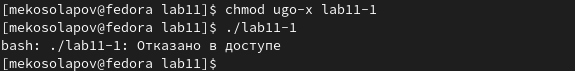 [mekosolapov@fedora lab11]$ chmod ugo-x lab11-1
[mekosolapov@fedora lab11]$ ./lab11-1
bash: ./lab11-1: Отказано в доступе
[mekosolapov@fedora lab11]$